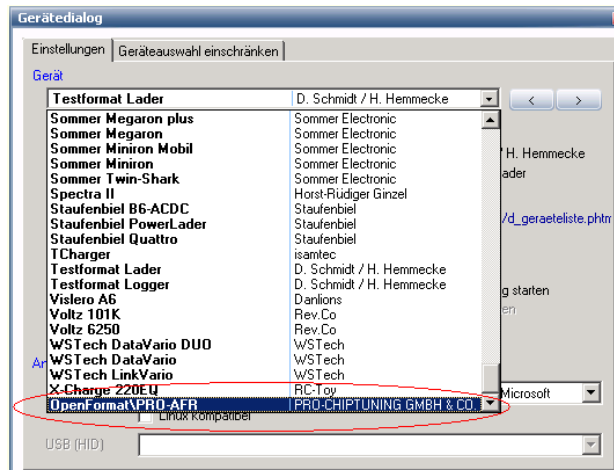 Gerätedialog
Einstellungen Geräteauswahl einschränken
Gerät
Testformat Lader D. Schmidt / H. Hemmecke < >
Sommer Megaron plus Sommer Electronic
Sommer Megaron Sommer Electronic
Sommer Miniron Mobil Sommer Electronic
/ H. Hemmecke
Sommer Miniron Sommer Electronic
ader
Sommer Twin-Shark Sommer Electronic
Spectra II Horst-Rüdiger Ginzel
Staufenbiel B6-ACDC Staufenbiel
/d_geraeteliste.phtm
Staufenbiel PowerLader Staufenbiel
Staufenbiel Quattro Staufenbiel
TCharger isamtec
Testformat Lader D. Schmidt / H. Hemmecke
Testformat Logger D. Schmidt / H. Hemmecke
g starten
Vislero A6 Danlions
en
Voltz 101K Rev.Co
Voltz 6250 Rev.Co
WSTech DataVario DUO WSTech
An WSTech DataVario WSTech
WSTech LinkVario WSTech
X-Charge 220EQ RC-Toy
Microsoft
OpenFormat\PRO-AFR PRO-CHIPTUNING GMBH & CO.
Linux kompatibel
USB (HID)